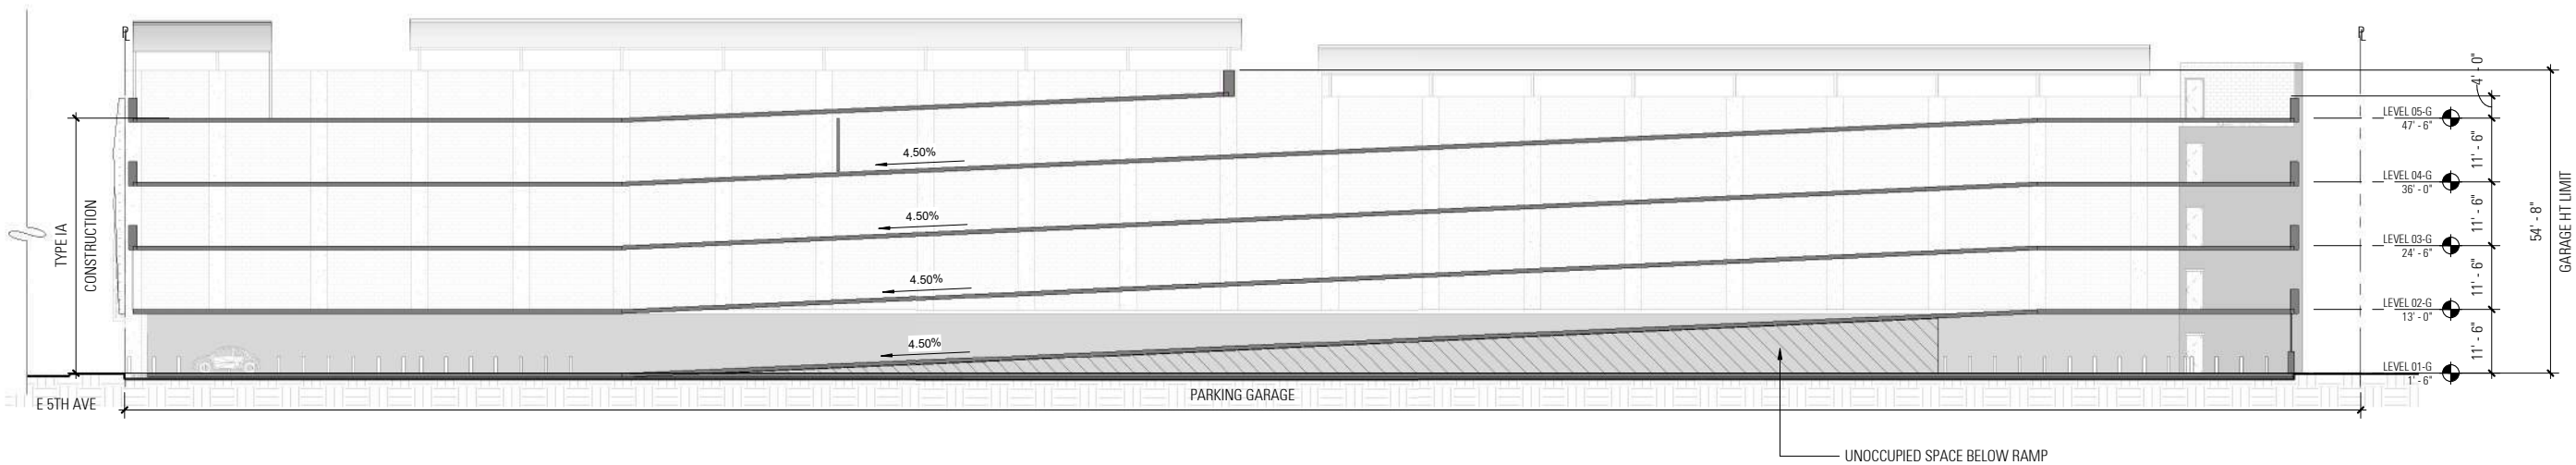 PL
PL
4' - 0"
LEVEL 05-G
47' - 6"
11' - 6"
4.50%
LEVEL 04-G
36' - 0"
11' - 6"
4.50%
LEVEL 03-G
24' - 6"
11' - 6"
4.50%
LEVEL 02-G
13' - 0"
11' - 6"
4.50%
LEVEL 01-G
1' - 6"
54' - 8"
GARAGE HT LIMIT
TYPE IA
CONSTRUCTION
E 5TH AVE
PARKING GARAGE
UNOCCUPIED SPACE BELOW RAMP